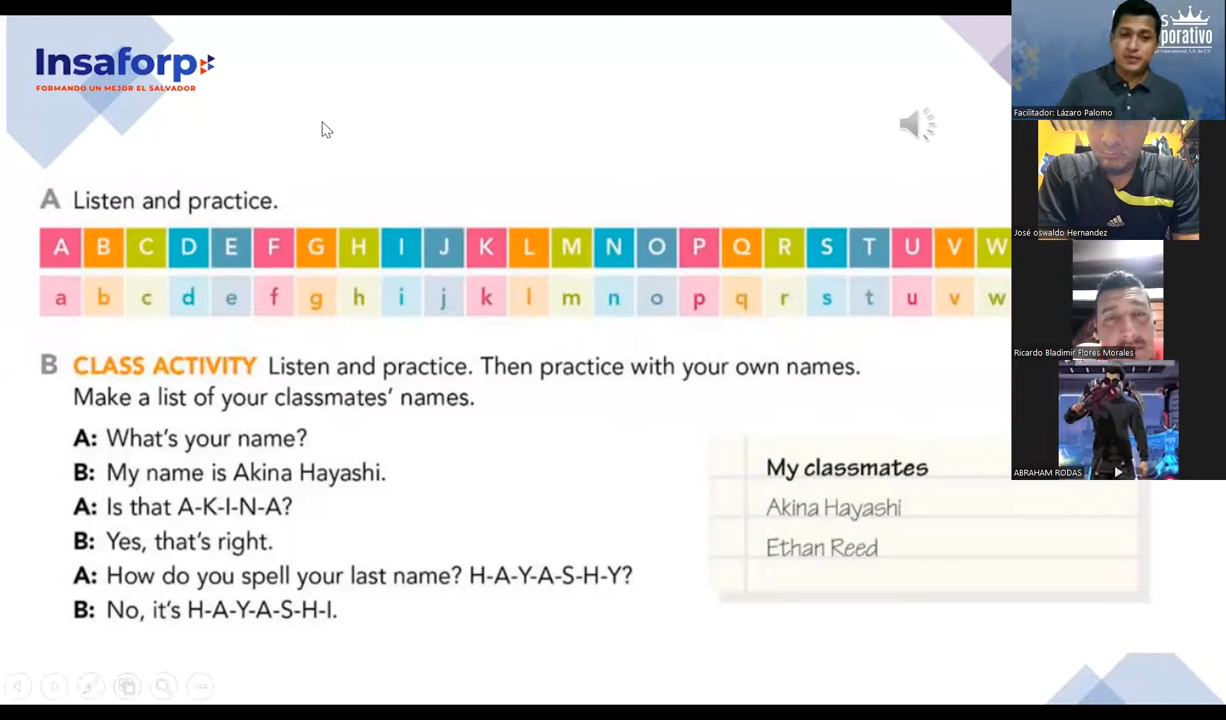 Insaforp
FORMANDO UN MEJOR EL SALVADOR
A Listen and practice.
A B C D E F G H I J K L M N O P Q R S T U V W
a b c d e f g h i j k l m n o p q r s t u v w
B CLASS ACTIVITY Listen and practice. Then practice with your own names.
Make a list of your classmates' names.
A: What's your name?
B: My name is Akina Hayashi.
A: Is that A-K-I-N-A?
B: Yes, that's right.
A: How do you spell your last name? H-A-Y-A-S-H-Y?
B: No, it's H-A-Y-A-S-H-I.
My classmates
Akina Hayashi
Ethan Reed
Facilitador: Lázaro Palomo
José oswaldo Hernandez
Ricardo Bladimir Flores Morales
ABRAHAM RODAS